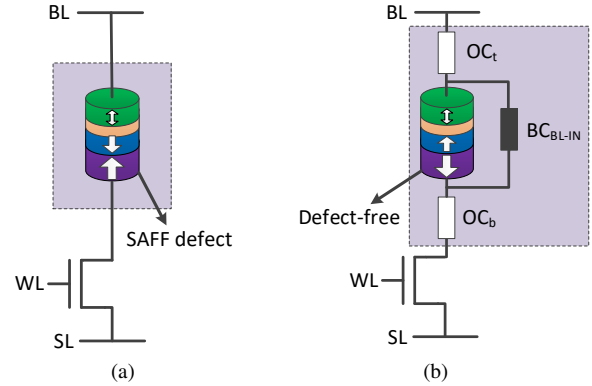 BL
SAFF defect
WL
SL
(a)
BL
OCt
BCBL-IN
Defect-free
OCb
WL
SL
(b)